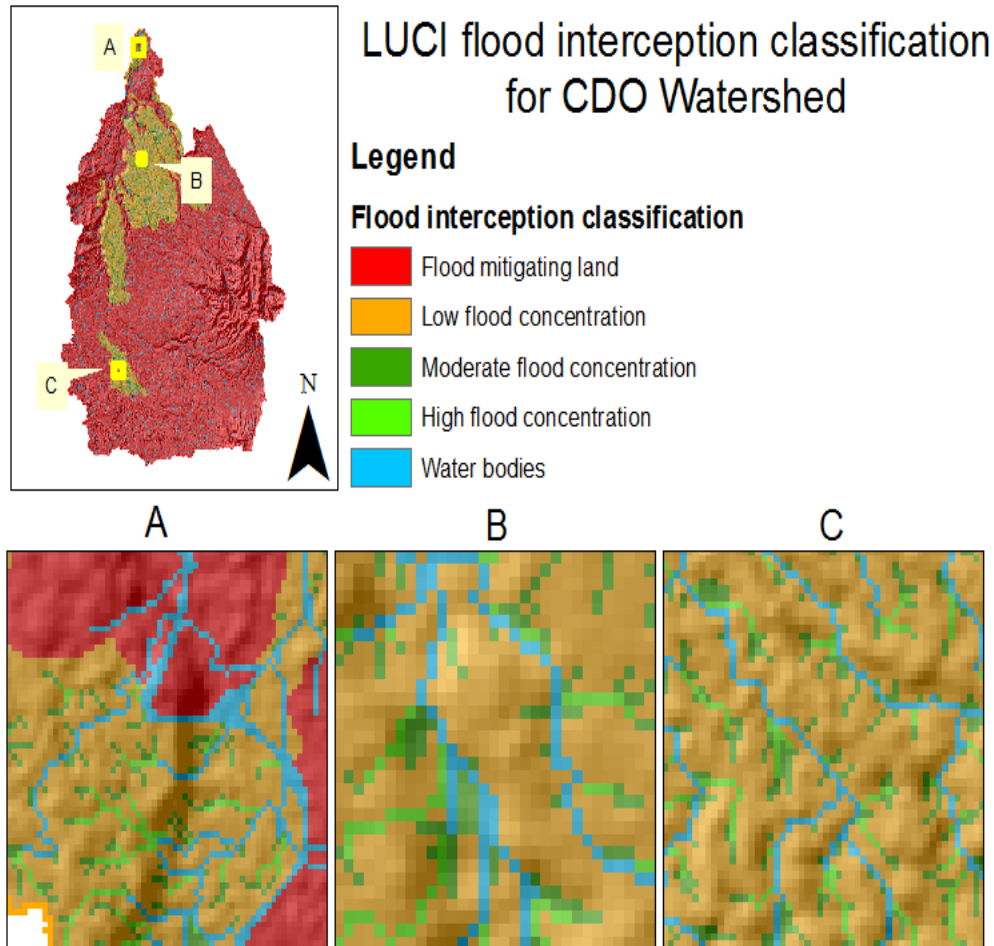 LUCI flood interception classification
for CDO Watershed
A
B
C
N
Legend
Flood interception classification
Flood mitigating land
Low flood concentration
Moderate flood concentration
High flood concentration
Water bodies
A
B
C